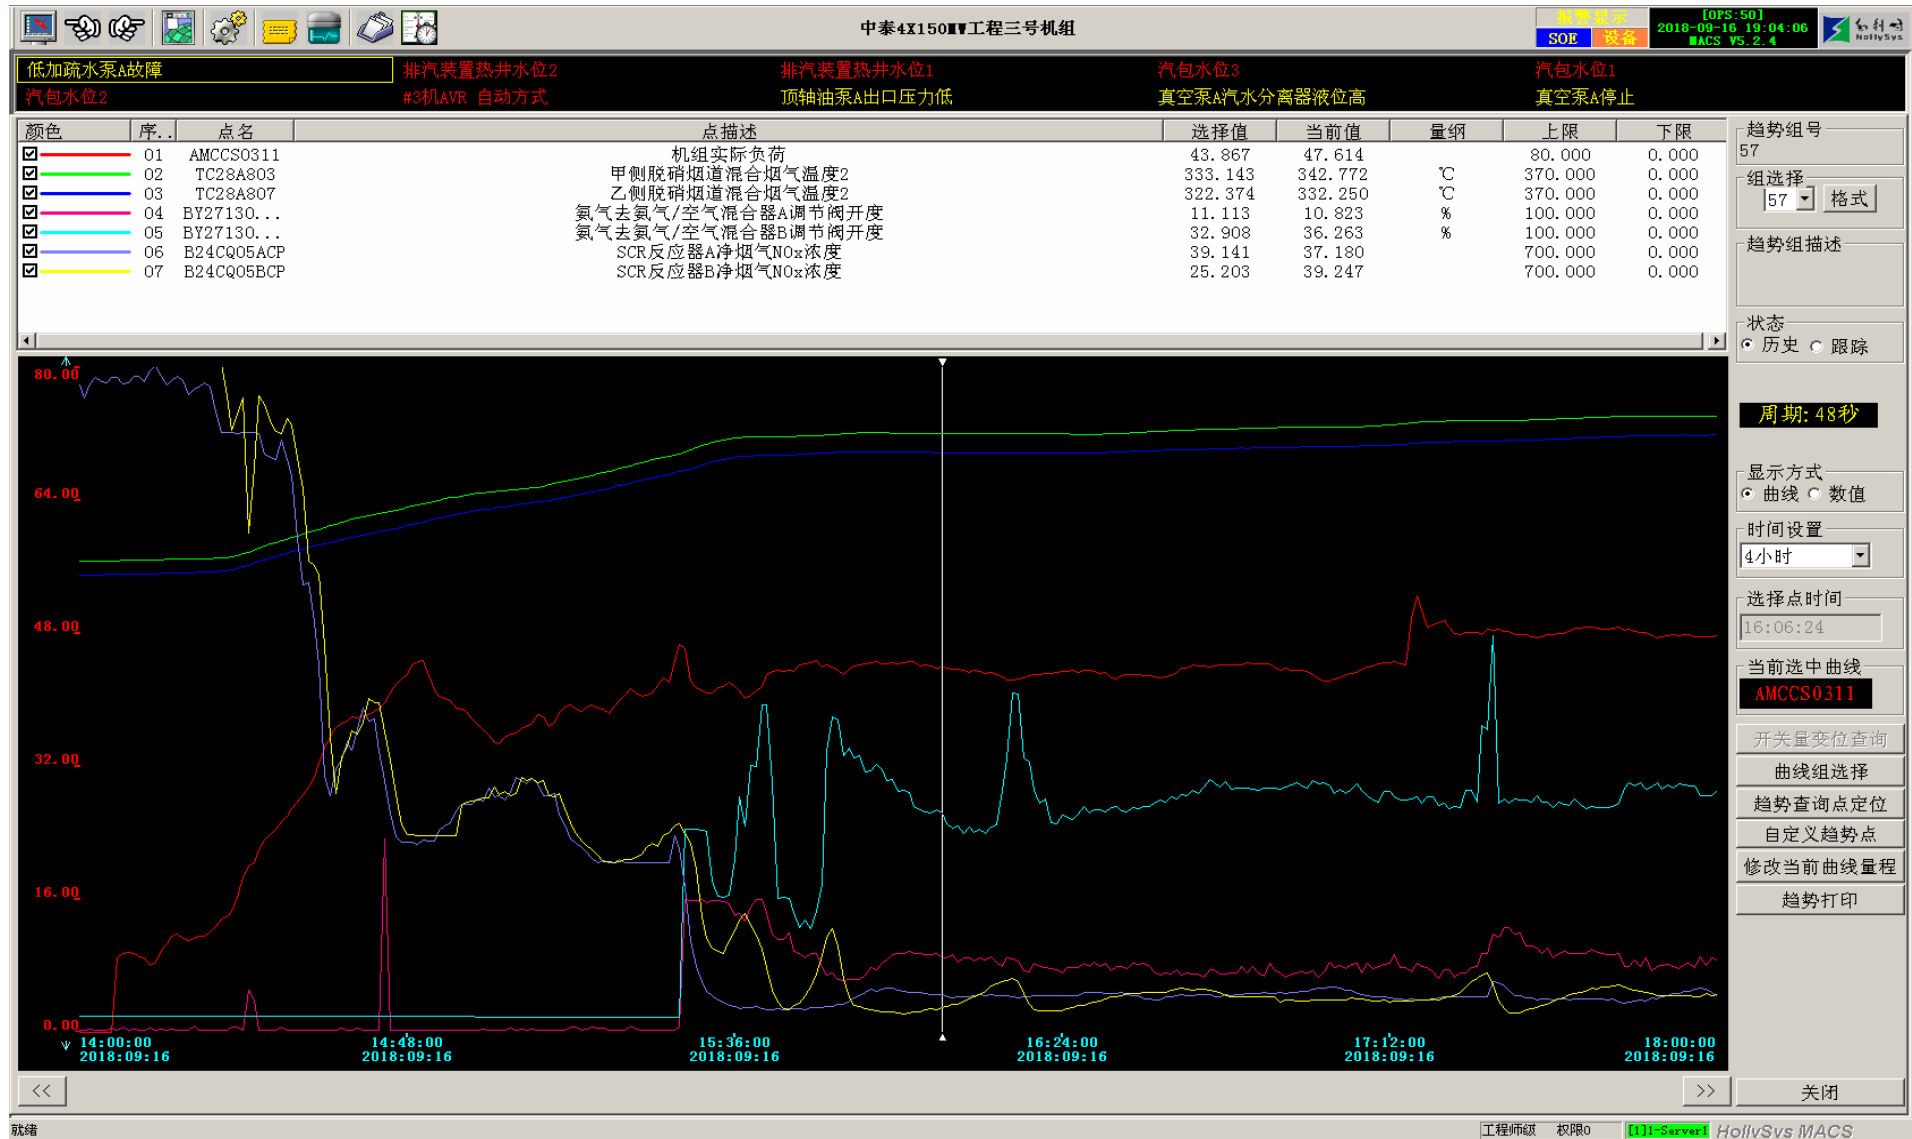 中泰4X150MW工程三号机组
报警显示
SOE 设备
[OPS:50]
2018-09-16 19:04:06
MACS V5.2.4
和利时
HollySys
低加疏水泵A故障 排汽装置热井水位2 排汽装置热井水位1 汽包水位3 汽包水位1
汽包水位2 #3机AVR 自动方式 顶轴油泵A出口压力低 真空泵A汽水分离器液位高 真空泵A停止
颜色 序.. 点名 点描述 选择值 当前值 量纲 上限 下限
01 AMCCS0311 机组实际负荷 43.867 47.614 80.000 0.000
02 TC28A803 甲侧脱硝烟道混合烟气温度2 333.143 342.772 ℃ 370.000 0.000
03 TC28A807 乙侧脱硝烟道混合烟气温度2 322.374 332.250 ℃ 370.000 0.000
04 BY27130... 氨气去氨气/空气混合器A调节阀开度 11.113 10.823 % 100.000 0.000
05 BY27130... 氨气去氨气/空气混合器B调节阀开度 32.908 36.263 % 100.000 0.000
06 B24CQ05ACP SCR反应器A净烟气NOx浓度 39.141 37.180 700.000 0.000
07 B24CQ05BCP SCR反应器B净烟气NOx浓度 25.203 39.247 700.000 0.000
趋势组号
57
组选择
57 格式
趋势组描述
状态
历史 跟踪
周期:48秒
显示方式
曲线 数值
时间设置
4小时
选择点时间
16:06:24
当前选中曲线
AMCCS0311
开关量变位查询
曲线组选择
趋势查询点定位
自定义趋势点
修改当前曲线量程
趋势打印
80.00
64.00
48.00
32.00
16.00
0.00
14:00:00 14:48:00 15:36:00 16:24:00 17:12:00 18:00:00
2018:09:16 2018:09:16 2018:09:16 2018:09:16 2018:09:16 2018:09:16
<< >> 关闭
就绪 工程师级 权限0 [1]1-Server1 HollySys MACS